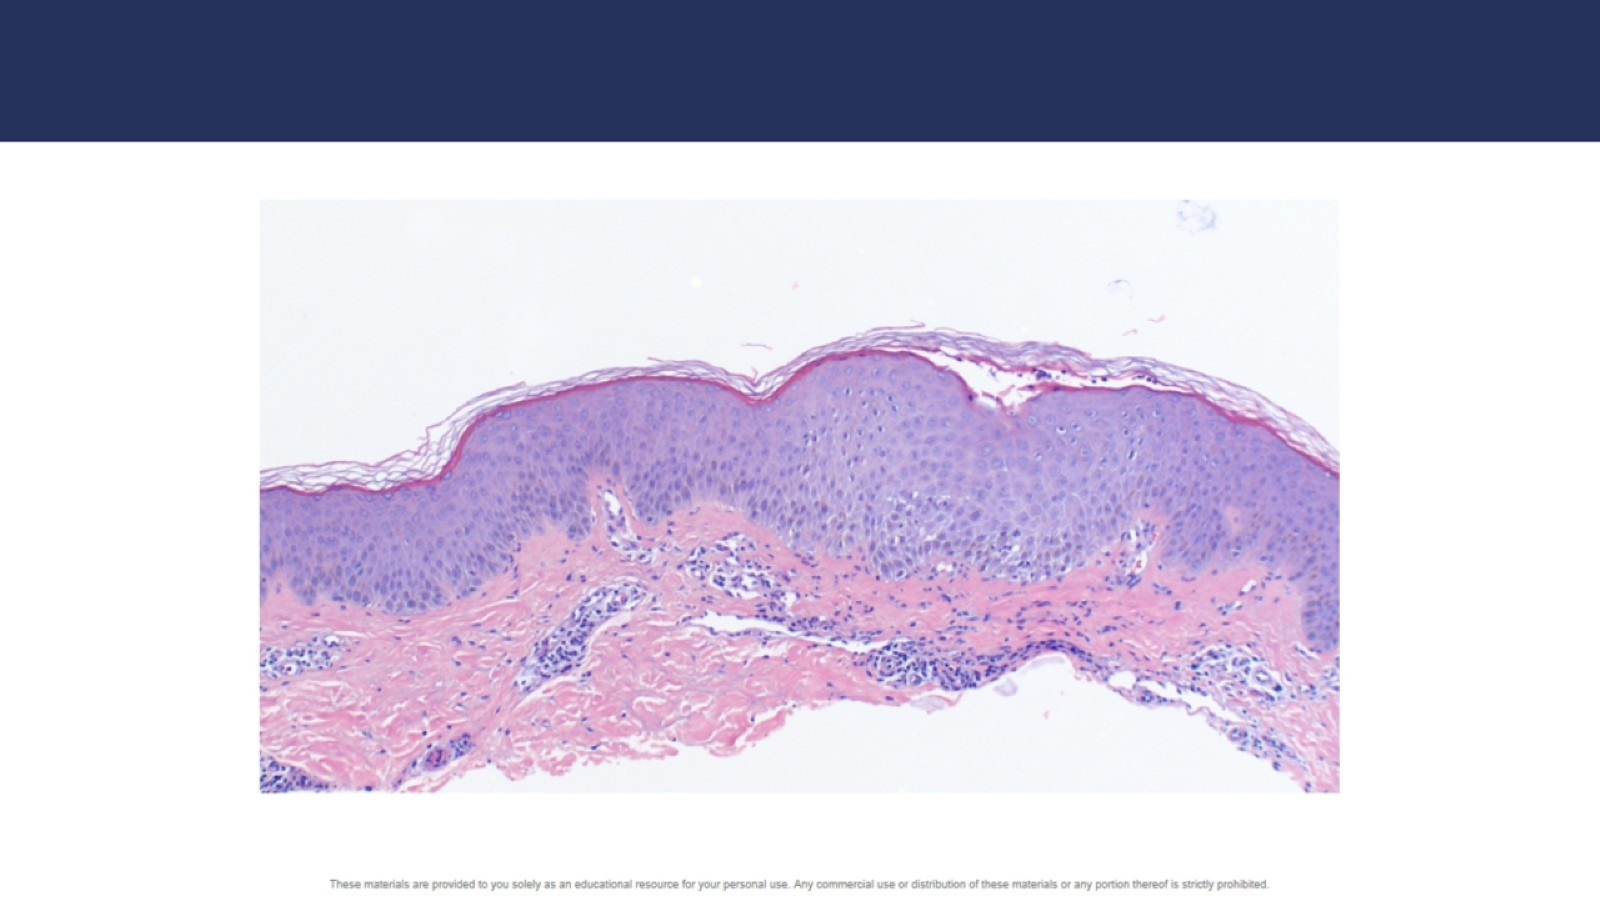 These materials are provided to you solely as an educational resource for your personal use. Any commercial use or distribution of these materials or any portion thereof is strictly prohibited.